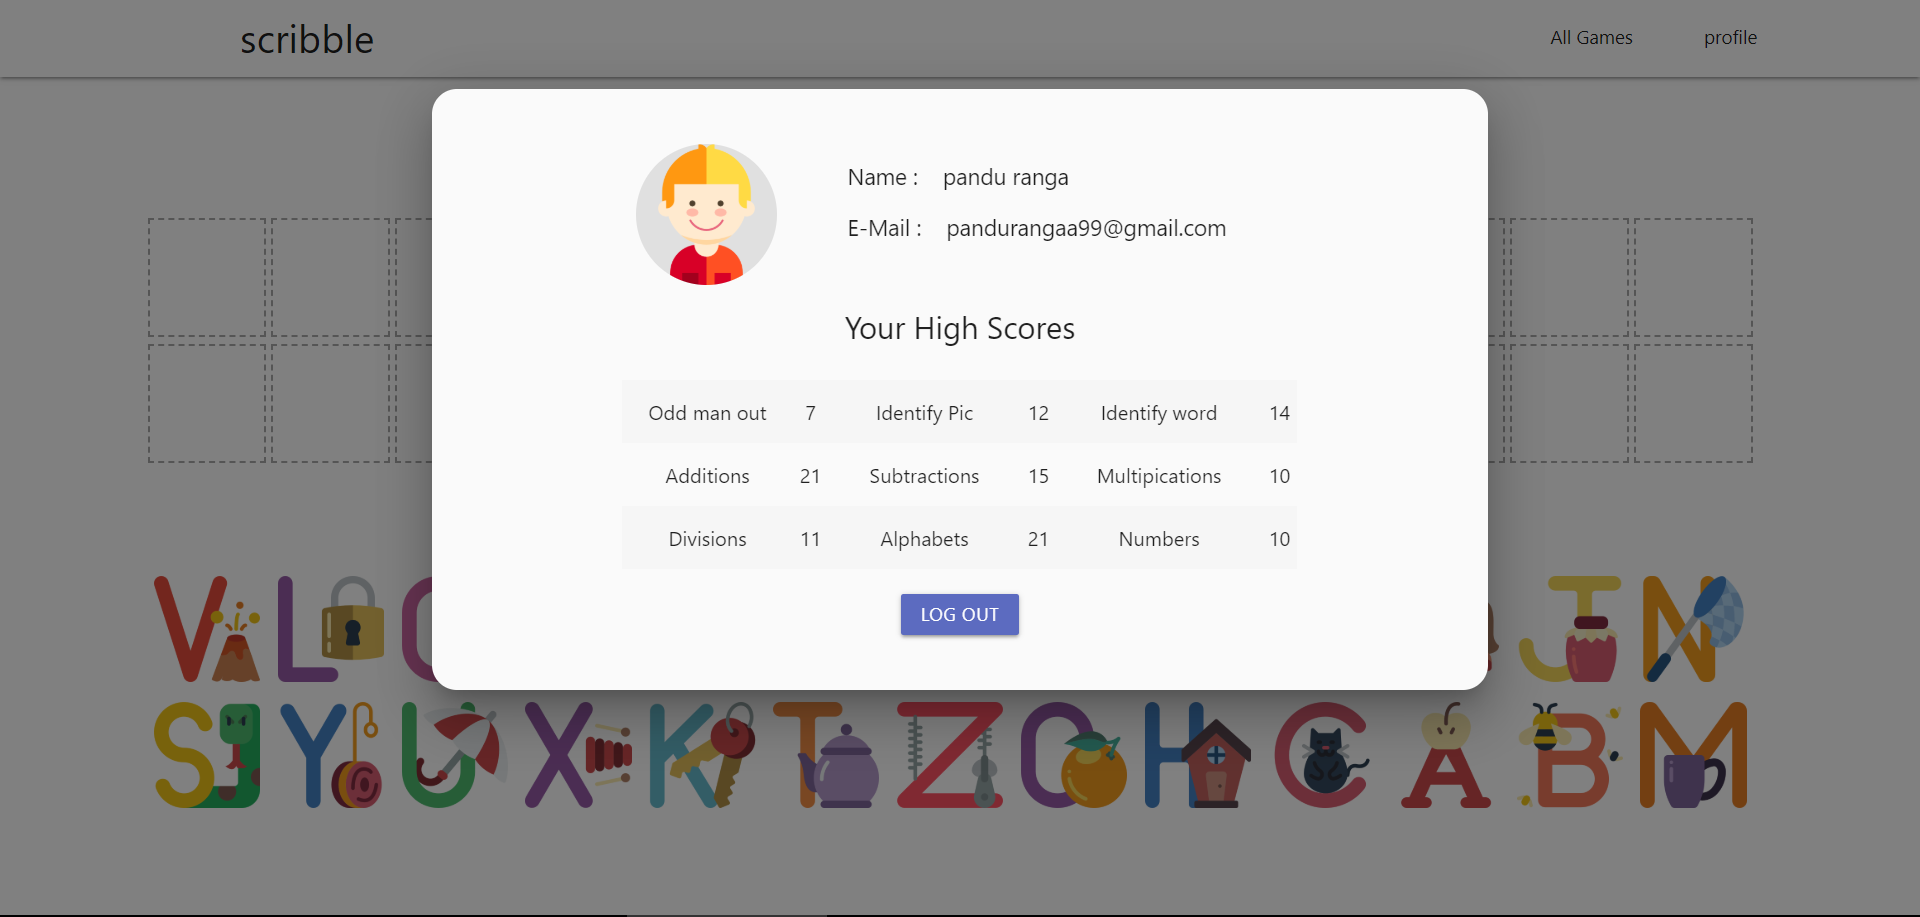 scribble
All Games profile
Name : pandu ranga
E-Mail : pandurangaa99@gmail.com
Your High Scores
Odd man out 7 Identify Pic 12 Identify word 14
Additions 21 Subtractions 15 Multipications 10
Divisions 11 Alphabets 21 Numbers 10
LOG OUT
V L J N
S Y U X K T Z O H C A B M